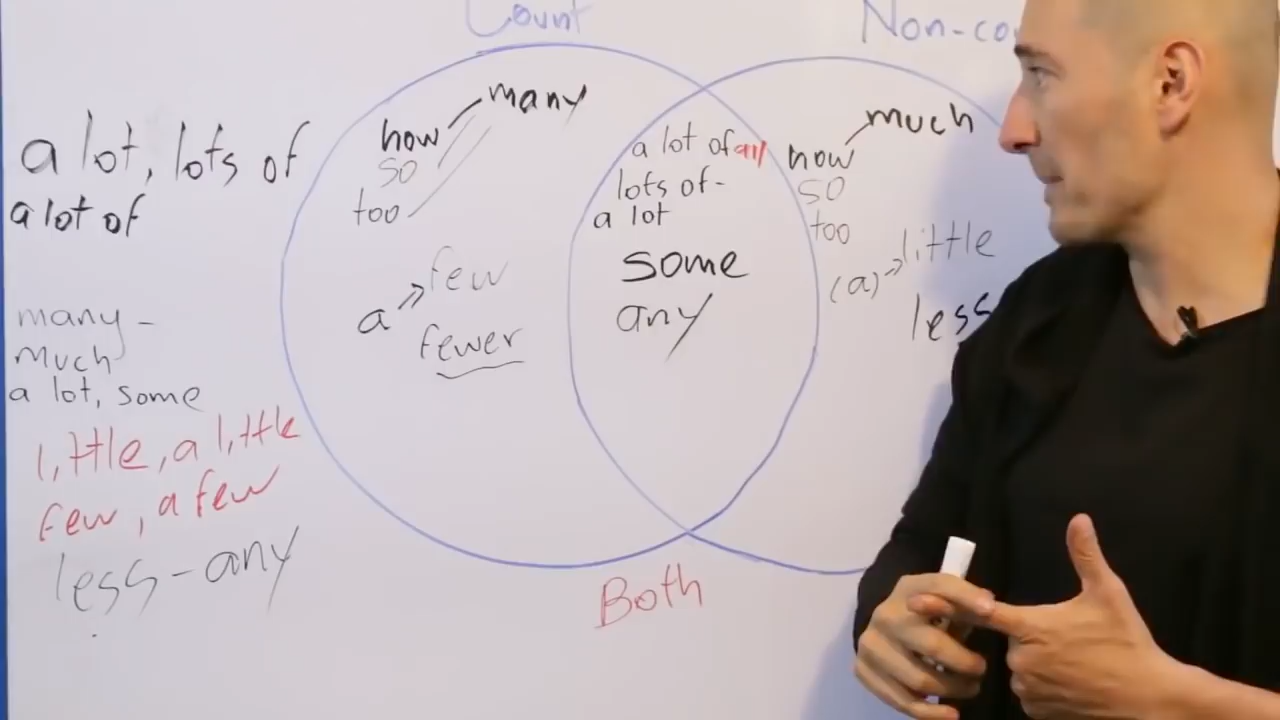 Count
Non-co
a lot, lots of
a lot of
many -
much
a lot, some
little, a little
few, a few
less - any
many
how
so
too
a few
fewer
a lot of all
lots of -
a lot
some
any
much
how
so
too
(a) little
less
Both